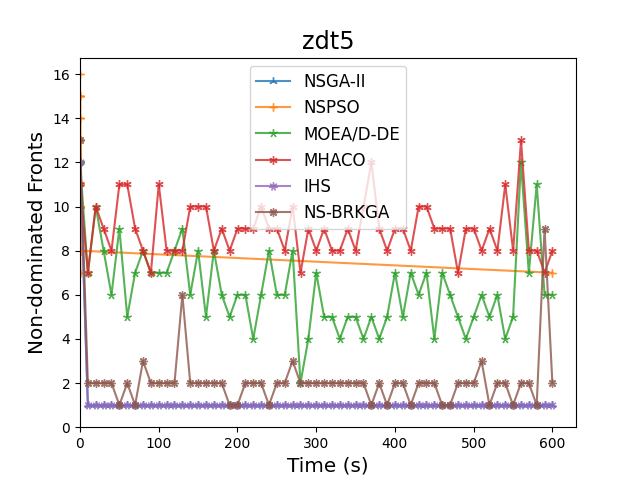 zdt5
Non-dominated Fronts
16
14
12
10
8
6
4
2
0
NSGA-II
NSPSO
MOEA/D-DE
MHACO
IHS
NS-BRKGA
0 100 200 300 400 500 600
Time (s)